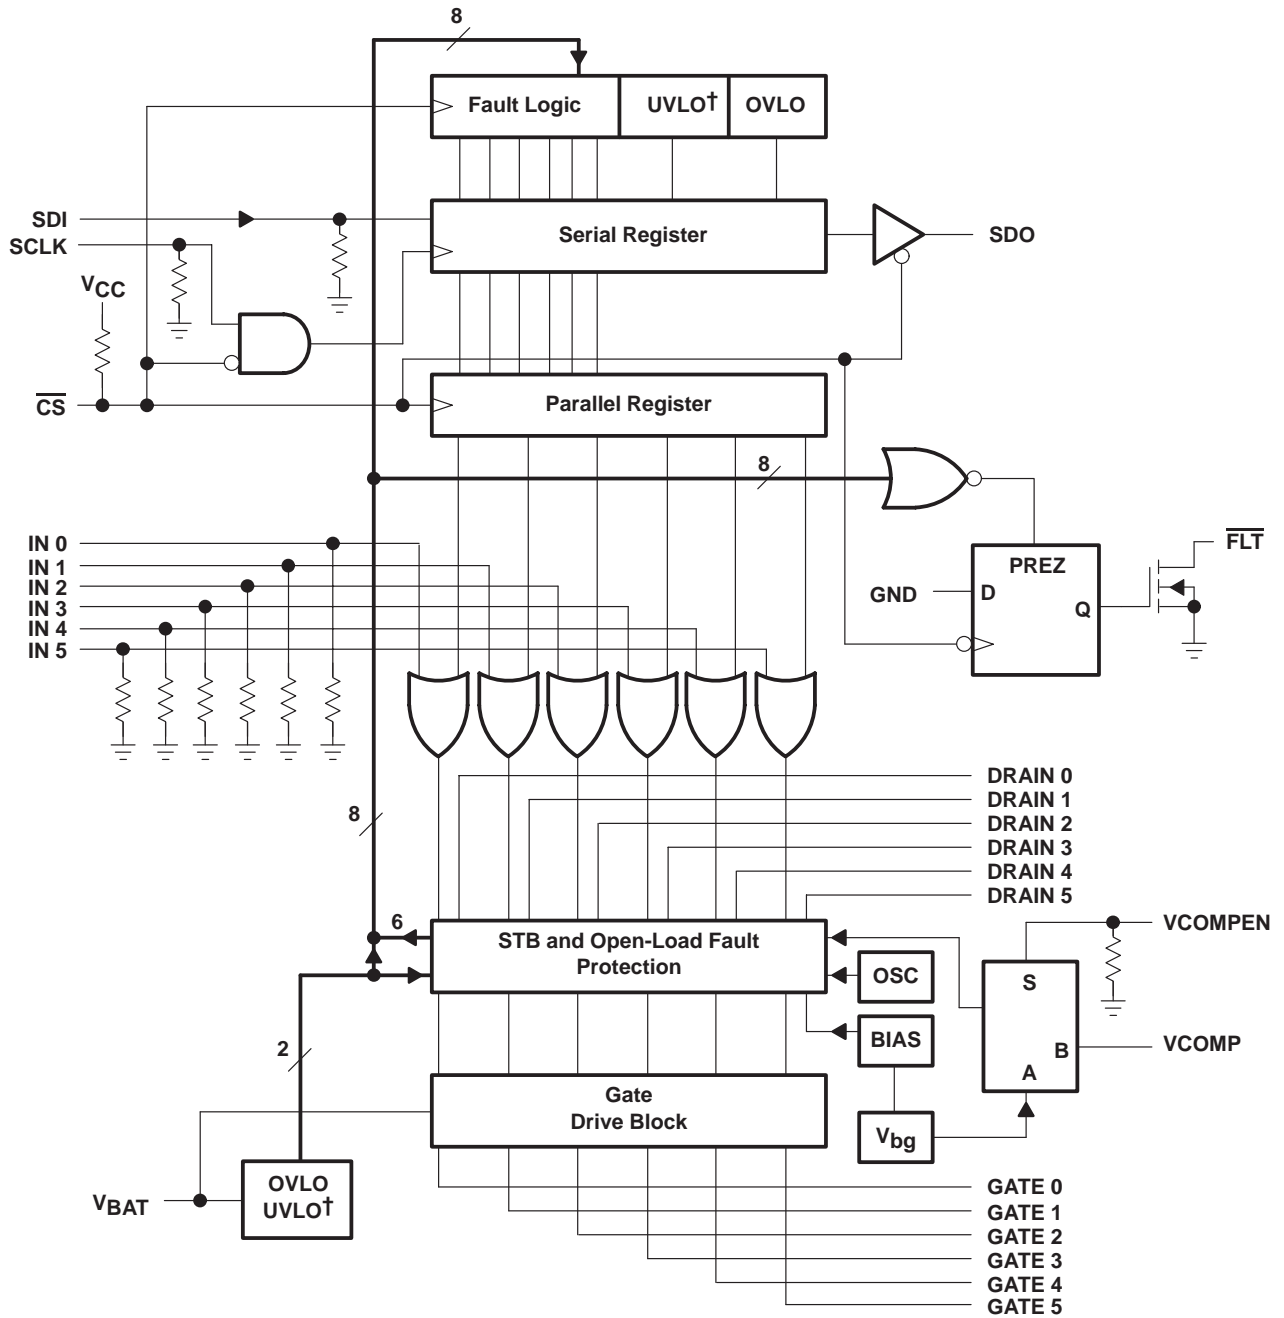 8
Fault Logic UVLO† OVLO
SDI
SCLK
Serial Register
SDO
VCC
C̅S̅
Parallel Register
8
F̅L̅T̅
IN 0
IN 1
IN 2
IN 3
IN 4
IN 5
PREZ
GND
D
Q
DRAIN 0
DRAIN 1
DRAIN 2
DRAIN 3
DRAIN 4
DRAIN 5
8
6
STB and Open-Load Fault
Protection
VCOMPEN
OSC
S
BIAS
B
VCOMP
A
2
Gate
Drive Block
Vbg
OVLO
UVLO†
VBAT
GATE 0
GATE 1
GATE 2
GATE 3
GATE 4
GATE 5